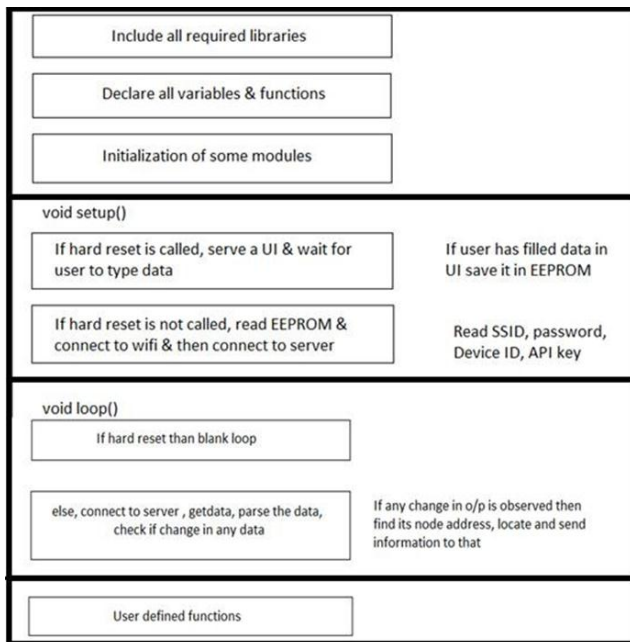 Include all required libraries
Declare all variables & functions
Initialization of some modules
void setup()
If hard reset is called, serve a UI & wait for
user to type data
If user has filled data in
UI save it in EEPROM
If hard reset is not called, read EEPROM &
connect to wifi & then connect to server
Read SSID, password,
Device ID, API key
void loop()
If hard reset than blank loop
else, connect to server , getdata, parse the data,
check if change in any data
If any change in o/p is observed then
find its node address, locate and send
information to that
User defined functions